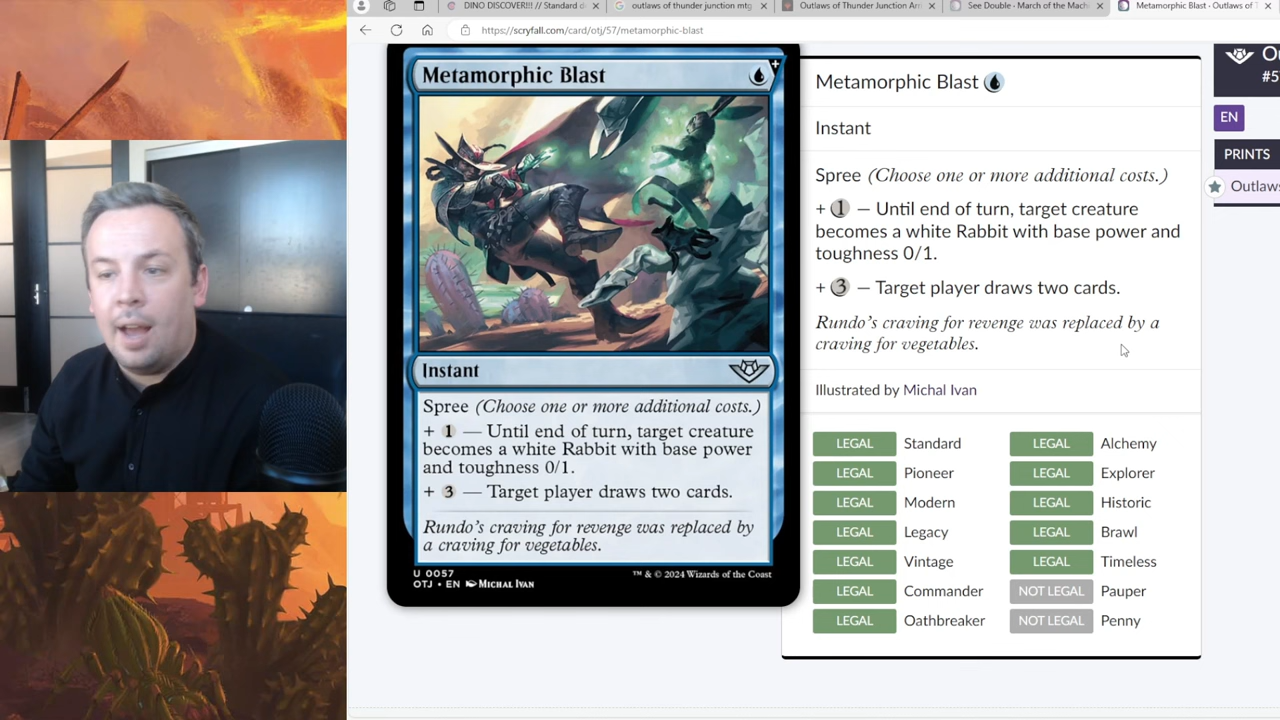 DINO DISCOVER!!! // Standard d
outlaws of thunder junction mtg
Outlaws of Thunder Junction Arr
See Double · March of the Mach
Metamorphic Blast · Outlaws of T
https://scryfall.com/card/otj/57/metamorphic-blast
Metamorphic Blast
Instant
Spree (Choose one or more additional costs.)
+ 1 — Until end of turn, target creature
becomes a white Rabbit with base power
and toughness 0/1.
+ 3 — Target player draws two cards.
Rundo's craving for revenge was replaced by
a craving for vegetables.
U 0057
OTJ • EN MICHAL IVAN
™ & © 2024 Wizards of the Coast
Metamorphic Blast
Instant
Spree (Choose one or more additional costs.)
+ 1 — Until end of turn, target creature
becomes a white Rabbit with base power and
toughness 0/1.
+ 3 — Target player draws two cards.
Rundo's craving for revenge was replaced by a
craving for vegetables.
Illustrated by Michal Ivan
LEGAL Standard LEGAL Alchemy
LEGAL Pioneer LEGAL Explorer
LEGAL Modern LEGAL Historic
LEGAL Legacy LEGAL Brawl
LEGAL Vintage LEGAL Timeless
LEGAL Commander NOT LEGAL Pauper
LEGAL Oathbreaker NOT LEGAL Penny
Ou
#5
EN
PRINTS
Outlaws